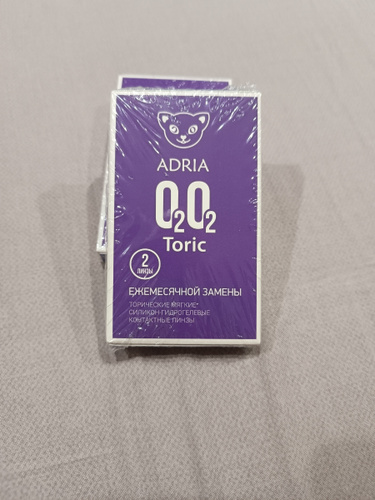 ADRIA
O2O2
Toric
2
ЛИНЗЫ
ЕЖЕМЕСЯЧНОЙ ЗАМЕНЫ
ТОРИЧЕСКИЕ МЯГКИЕ
СИЛИКОН-ГИДРОГЕЛЕВЫЕ
КОНТАКТНЫЕ ЛИНЗЫ